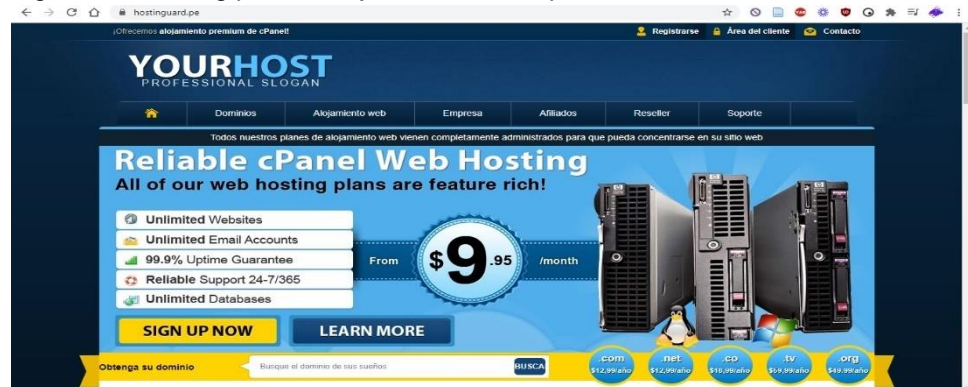 hostinguard.pe
¡Ofrecemos alojamiento premium de cPanel!
Registrarse Área del cliente Contacto
YOURHOST
PROFESSIONAL SLOGAN
Dominios Alojamiento web Empresa Afiliados Reseller Soporte
Todos nuestros planes de alojamiento web vienen completamente administrados para que pueda concentrarse en su sitio web
Reliable cPanel Web Hosting
All of our web hosting plans are feature rich!
Unlimited Websites
Unlimited Email Accounts
99.9% Uptime Guarantee
Reliable Support 24-7/365
Unlimited Databases
From $9.95 /month
SIGN UP NOW LEARN MORE
Obtenga su dominio Busque el dominio de sus sueños BUSCA
.com .net .co .tv .org
$12,99/año $12,99/año $18,99/año $59,99/año $49.99/año